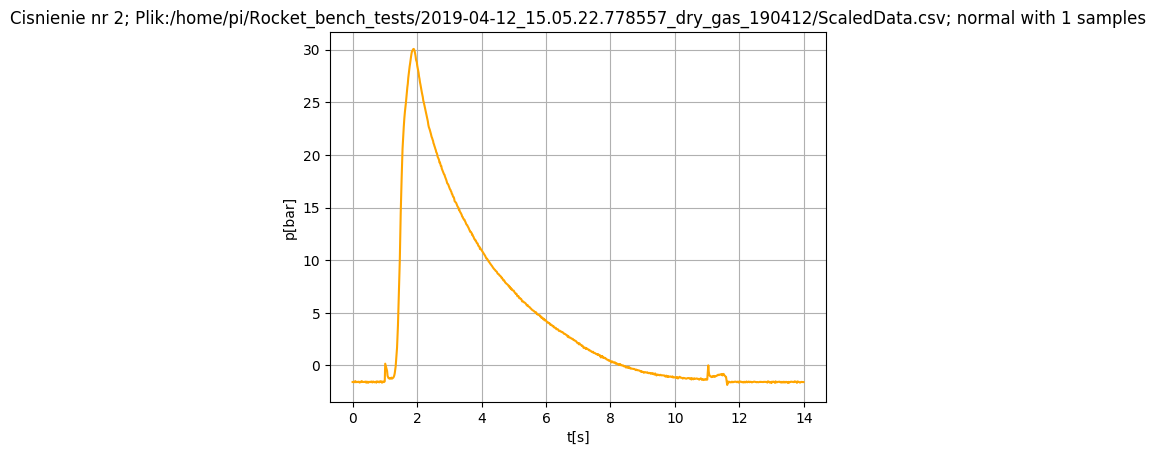 Cisnienie nr 2; Plik:/home/pi/Rocket_bench_tests/2019-04-12_15.05.22.778557_dry_gas_190412/ScaledData.csv; normal with 1 samples
30
25
20
15
10
5
0
p[bar]
0 2 4 6 8 10 12 14
t[s]